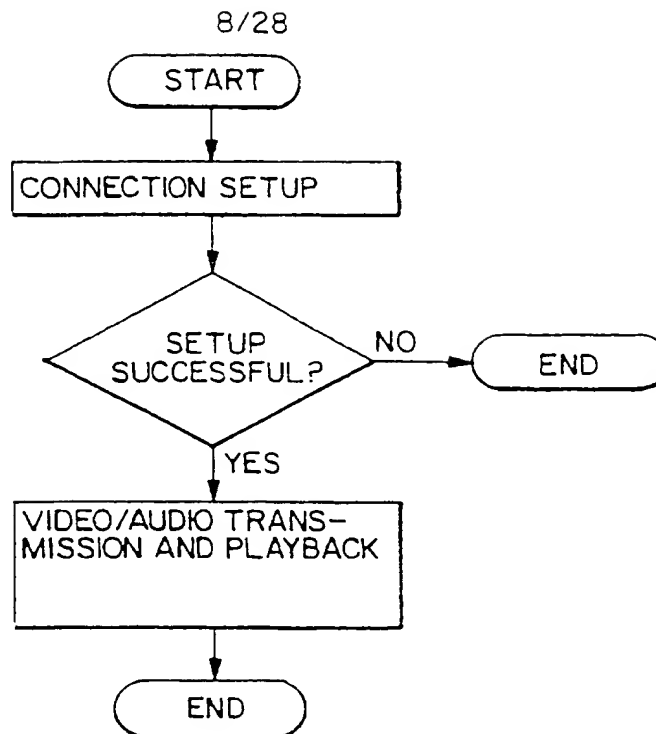 8/28
START
CONNECTION SETUP
SETUP
SUCCESSFUL?
NO
END
YES
VIDEO/AUDIO TRANS-
MISSION AND PLAYBACK
END